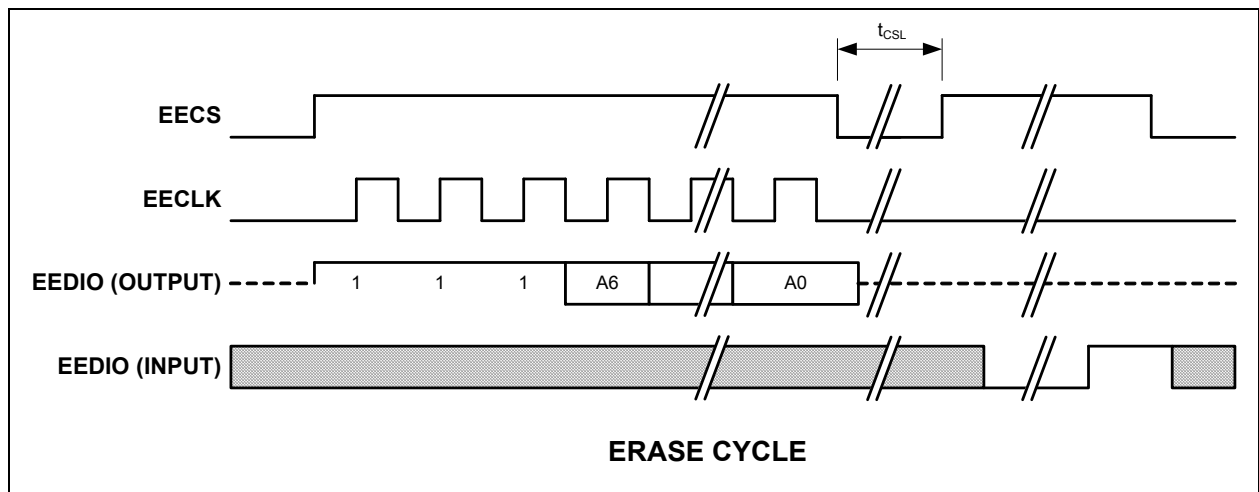 tCSL
EECS
EECLK
EEDIO (OUTPUT)
1 1 1 A6 A0
EEDIO (INPUT)
ERASE CYCLE